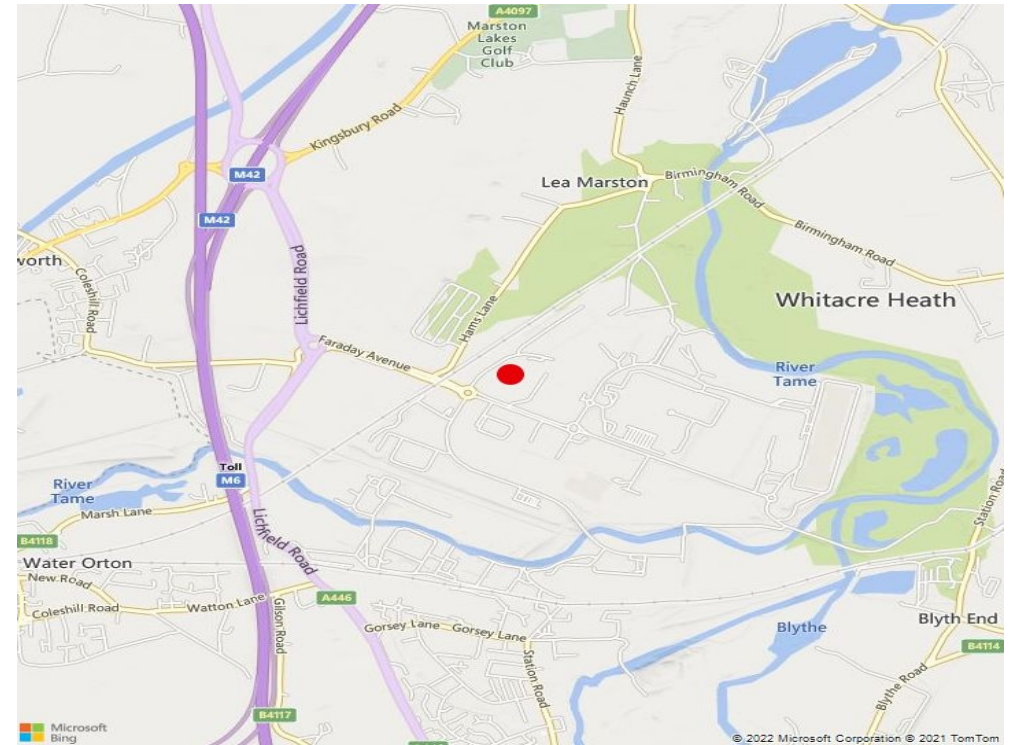 A4097
Marston
Lakes
Golf
Club
Haunch Lane
Kingsbury Road
M42
Lea Marston
Birmingham Road
M42
Birmingham Road
worth
Coleshill Road
Lichfield Road
Whitacre Heath
Hams Lane
Faraday Avenue
River
Tame
Toll
M6
River
Tame
Marsh Lane
Station Road
Lichfield Road
B4118
Water Orton
New Road
A446
Coleshill Road
Watton Lane
Gilson Road
Gorsey Lane
Gorsey Lane
Blythe
Blyth End
B4114
Station Road
Blythe Road
B4117
Microsoft
Bing
© 2022 Microsoft Corporation © 2021 TomTom